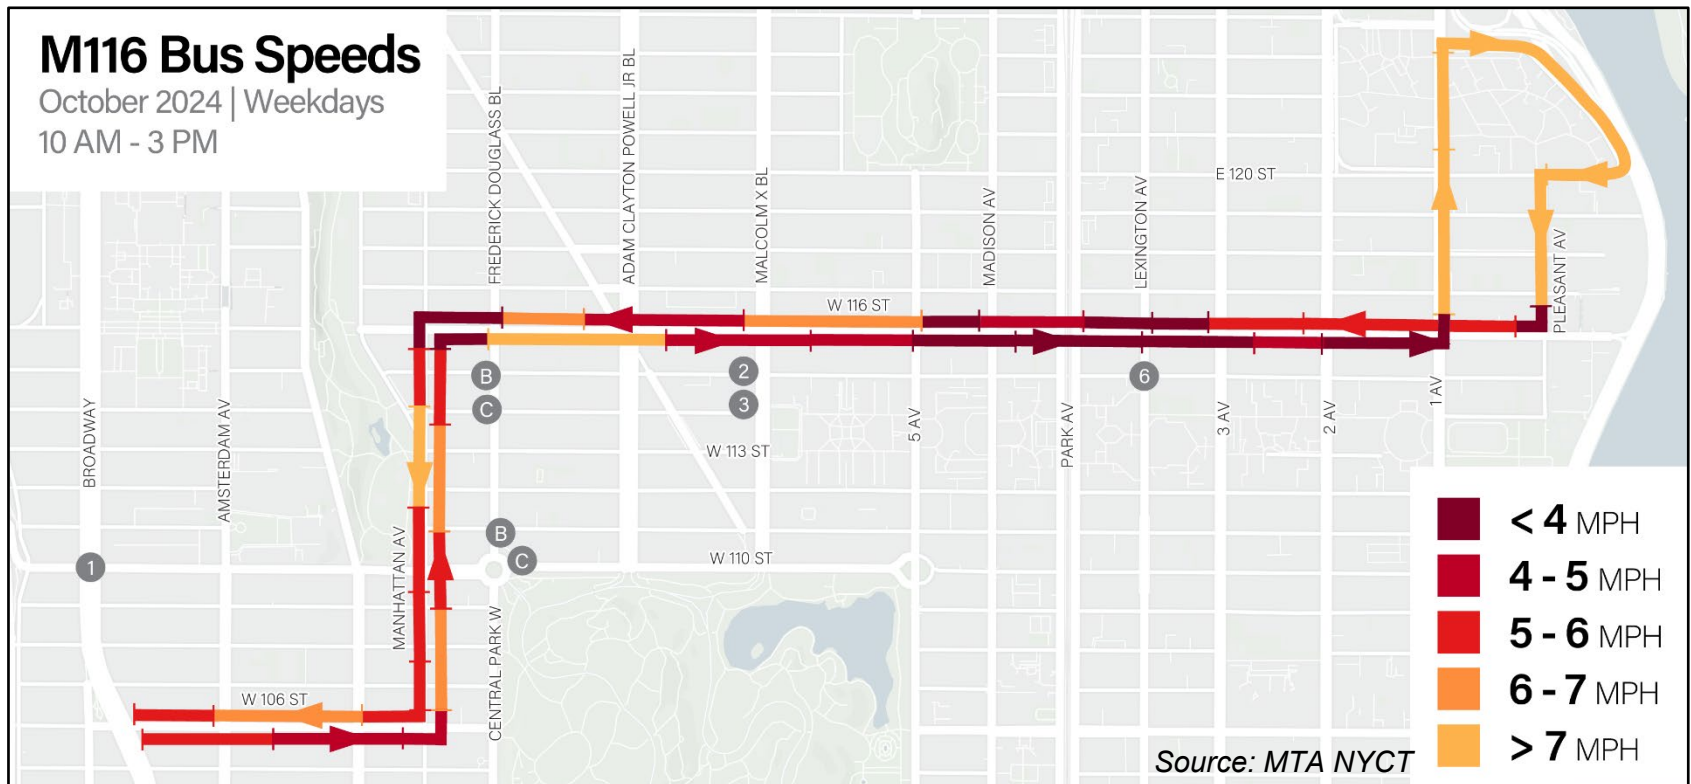 M116 Bus Speeds
October 2024 | Weekdays
10 AM - 3 PM
FREDERICK DOUGLASS BL
ADAM CLAYTON POWELL JR BL
MALCOLM X BL
MADISON AV
LEXINGTON AV
E 120 ST
PLEASANT AV
W 116 ST
B
C
2
3
6
BROADWAY
AMSTERDAM AV
5 AV
PARK AV
3 AV
2 AV
1 AV
W 113 ST
MANHATTAN AV
B
C
W 110 ST
1
CENTRAL PARK W
W 106 ST
< 4 MPH
4 - 5 MPH
5 - 6 MPH
6 - 7 MPH
> 7 MPH
Source: MTA NYCT